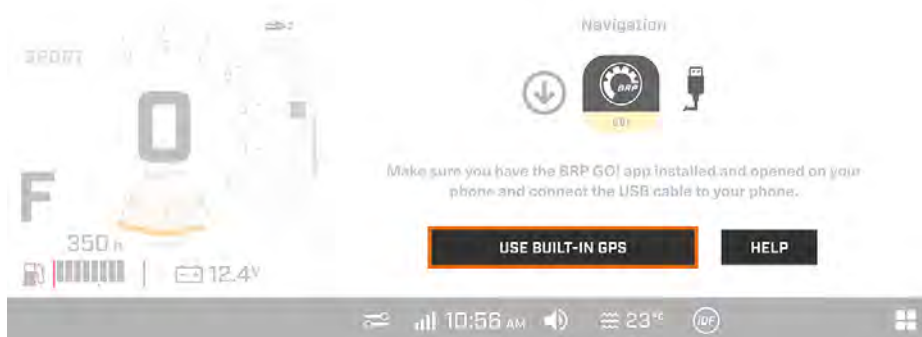 Navigation
SPORT
BRP
GO!
0
Make sure you have the BRP GO! app installed and opened on your
phone and connect the USB cable to your phone.
F
USE BUILT-IN GPS
HELP
350 h
12.4V
10:56 AM
23°C
iDF